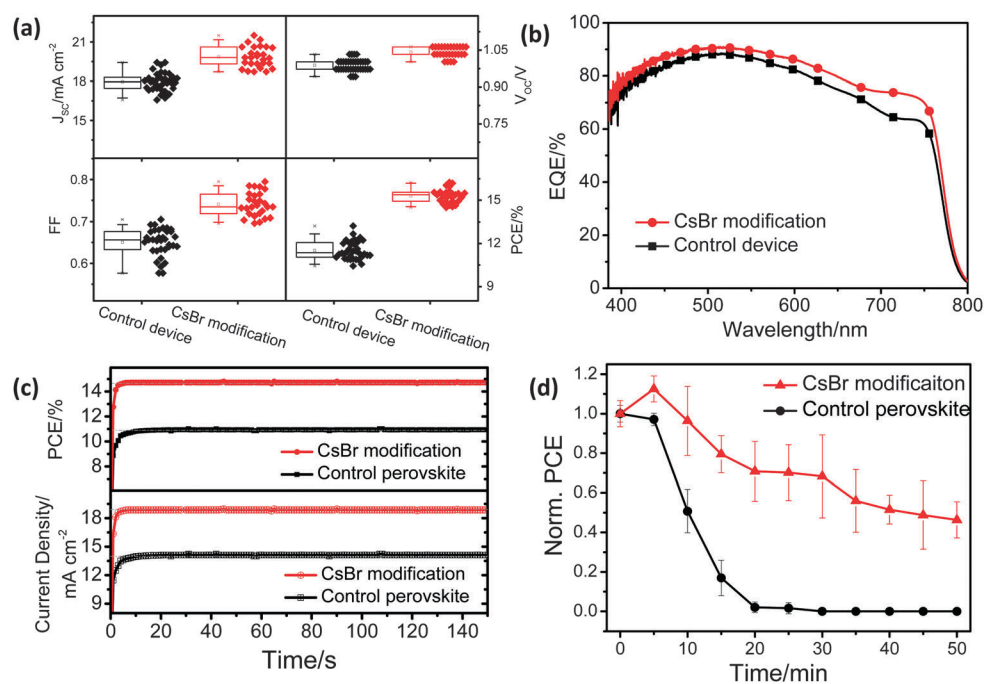 (a)
21
18
15
J_SC/mA cm⁻²
1.05
0.90
0.75
V_OC/V
0.8
0.7
0.6
FF
15
12
9
PCE/%
Control device
CsBr modification
Control device
CsBr modification
(b)
100
80
60
40
20
0
EQE/%
CsBr modification
Control device
400
500
600
700
800
Wavelength/nm
(c)
14
12
10
8
PCE/%
CsBr modification
Control perovskite
18
15
12
9
Current Density/
mA cm⁻²
CsBr modification
Control perovskite
0
20
40
60
80
100
120
140
Time/s
(d)
1.2
1.0
0.8
0.6
0.4
0.2
0.0
Norm. PCE
CsBr modificaiton
Control perovskite
0
10
20
30
40
50
Time/min